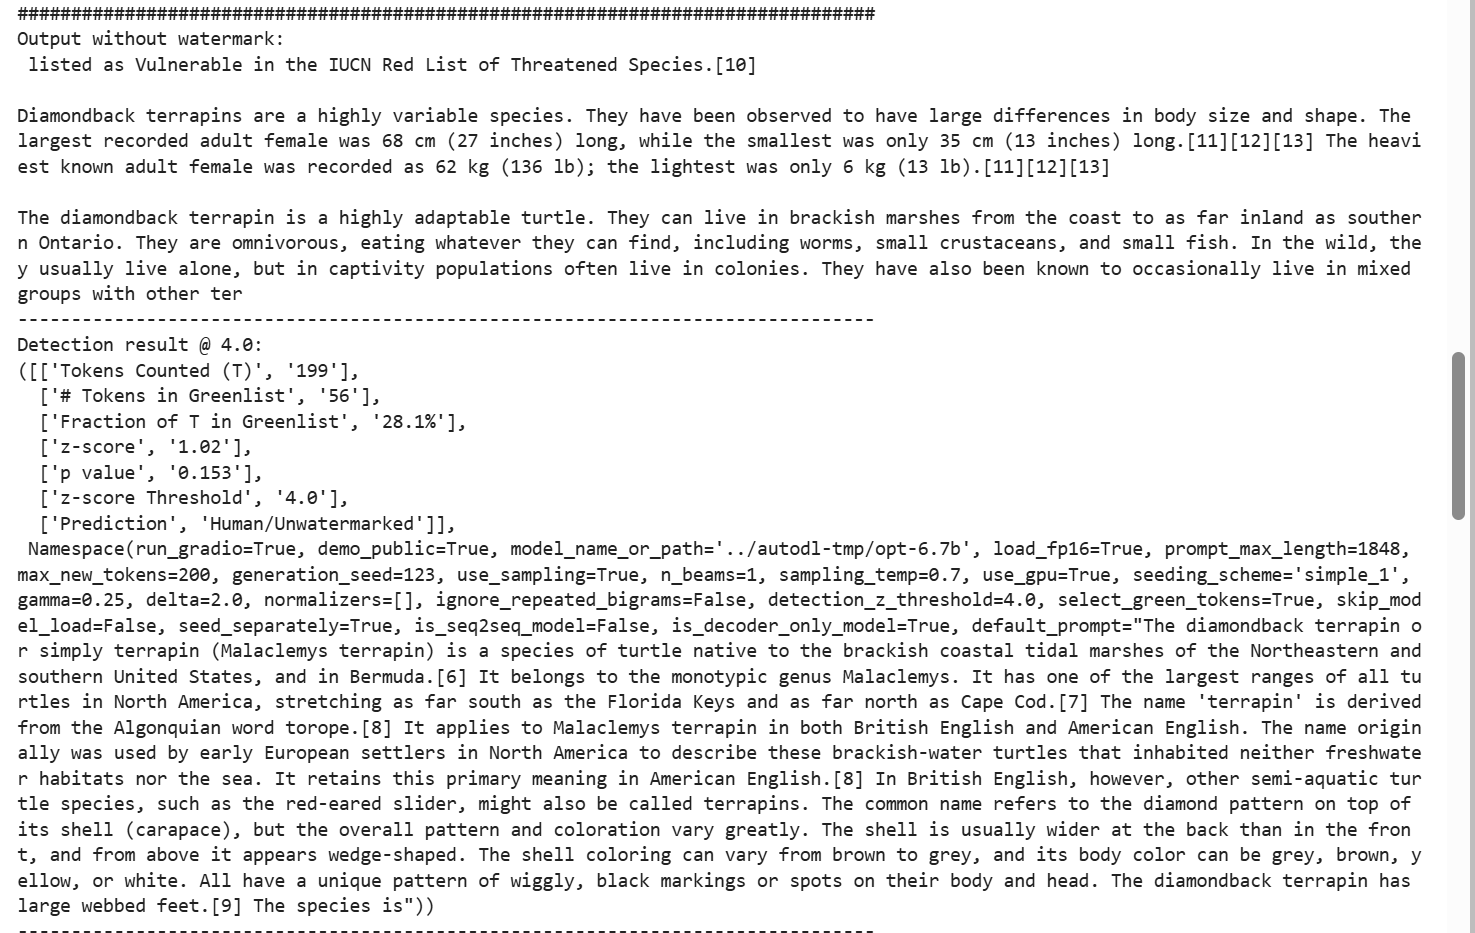 ################################################################################
Output without watermark:
 listed as Vulnerable in the IUCN Red List of Threatened Species.[10]

Diamondback terrapins are a highly variable species. They have been observed to have large differences in body size and shape. The
largest recorded adult female was 68 cm (27 inches) long, while the smallest was only 35 cm (13 inches) long.[11][12][13] The heavi
est known adult female was recorded as 62 kg (136 lb); the lightest was only 6 kg (13 lb).[11][12][13]

The diamondback terrapin is a highly adaptable turtle. They can live in brackish marshes from the coast to as far inland as souther
n Ontario. They are omnivorous, eating whatever they can find, including worms, small crustaceans, and small fish. In the wild, the
y usually live alone, but in captivity populations often live in colonies. They have also been known to occasionally live in mixed
groups with other ter
--------------------------------------------------------------------------------
Detection result @ 4.0:
([['Tokens Counted (T)', '199'],
  ['# Tokens in Greenlist', '56'],
  ['Fraction of T in Greenlist', '28.1%'],
  ['z-score', '1.02'],
  ['p value', '0.153'],
  ['z-score Threshold', '4.0'],
  ['Prediction', 'Human/Unwatermarked']],
 Namespace(run_gradio=True, demo_public=True, model_name_or_path='../autodl-tmp/opt-6.7b', load_fp16=True, prompt_max_length=1848,
max_new_tokens=200, generation_seed=123, use_sampling=True, n_beams=1, sampling_temp=0.7, use_gpu=True, seeding_scheme='simple_1',
gamma=0.25, delta=2.0, normalizers=[], ignore_repeated_bigrams=False, detection_z_threshold=4.0, select_green_tokens=True, skip_mod
el_load=False, seed_separately=True, is_seq2seq_model=False, is_decoder_only_model=True, default_prompt="The diamondback terrapin o
r simply terrapin (Malaclemys terrapin) is a species of turtle native to the brackish coastal tidal marshes of the Northeastern and
southern United States, and in Bermuda.[6] It belongs to the monotypic genus Malaclemys. It has one of the largest ranges of all tu
rtles in North America, stretching as far south as the Florida Keys and as far north as Cape Cod.[7] The name 'terrapin' is derived
from the Algonquian word torope.[8] It applies to Malaclemys terrapin in both British English and American English. The name origin
ally was used by early European settlers in North America to describe these brackish-water turtles that inhabited neither freshwate
r habitats nor the sea. It retains this primary meaning in American English.[8] In British English, however, other semi-aquatic tur
tle species, such as the red-eared slider, might also be called terrapins. The common name refers to the diamond pattern on top of
its shell (carapace), but the overall pattern and coloration vary greatly. The shell is usually wider at the back than in the fron
t, and from above it appears wedge-shaped. The shell coloring can vary from brown to grey, and its body color can be grey, brown, y
ellow, or white. All have a unique pattern of wiggly, black markings or spots on their body and head. The diamondback terrapin has
large webbed feet.[9] The species is"))
--------------------------------------------------------------------------------